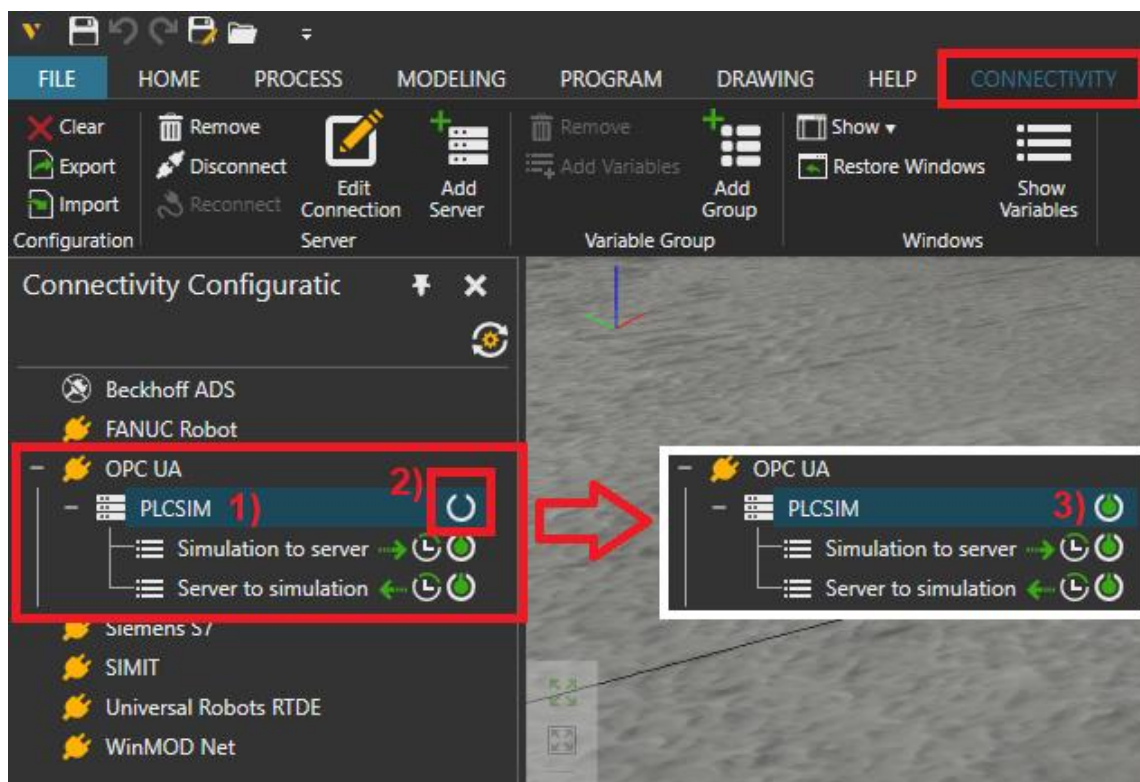 FILE HOME PROCESS MODELING PROGRAM DRAWING HELP CONNECTIVITY
Clear
Export
Import
Configuration
Remove
Disconnect
Reconnect
Edit
Connection
Add
Server
Server
Remove
Add Variables
Add
Group
Variable Group
Show
Restore Windows
Show
Variables
Windows
Connectivity Configuratic
Beckhoff ADS
FANUC Robot
OPC UA
PLCSIM 1) 2)
Simulation to server
Server to simulation
Siemens S7
SIMIT
Universal Robots RTDE
WinMOD Net
OPC UA
PLCSIM 3)
Simulation to server
Server to simulation